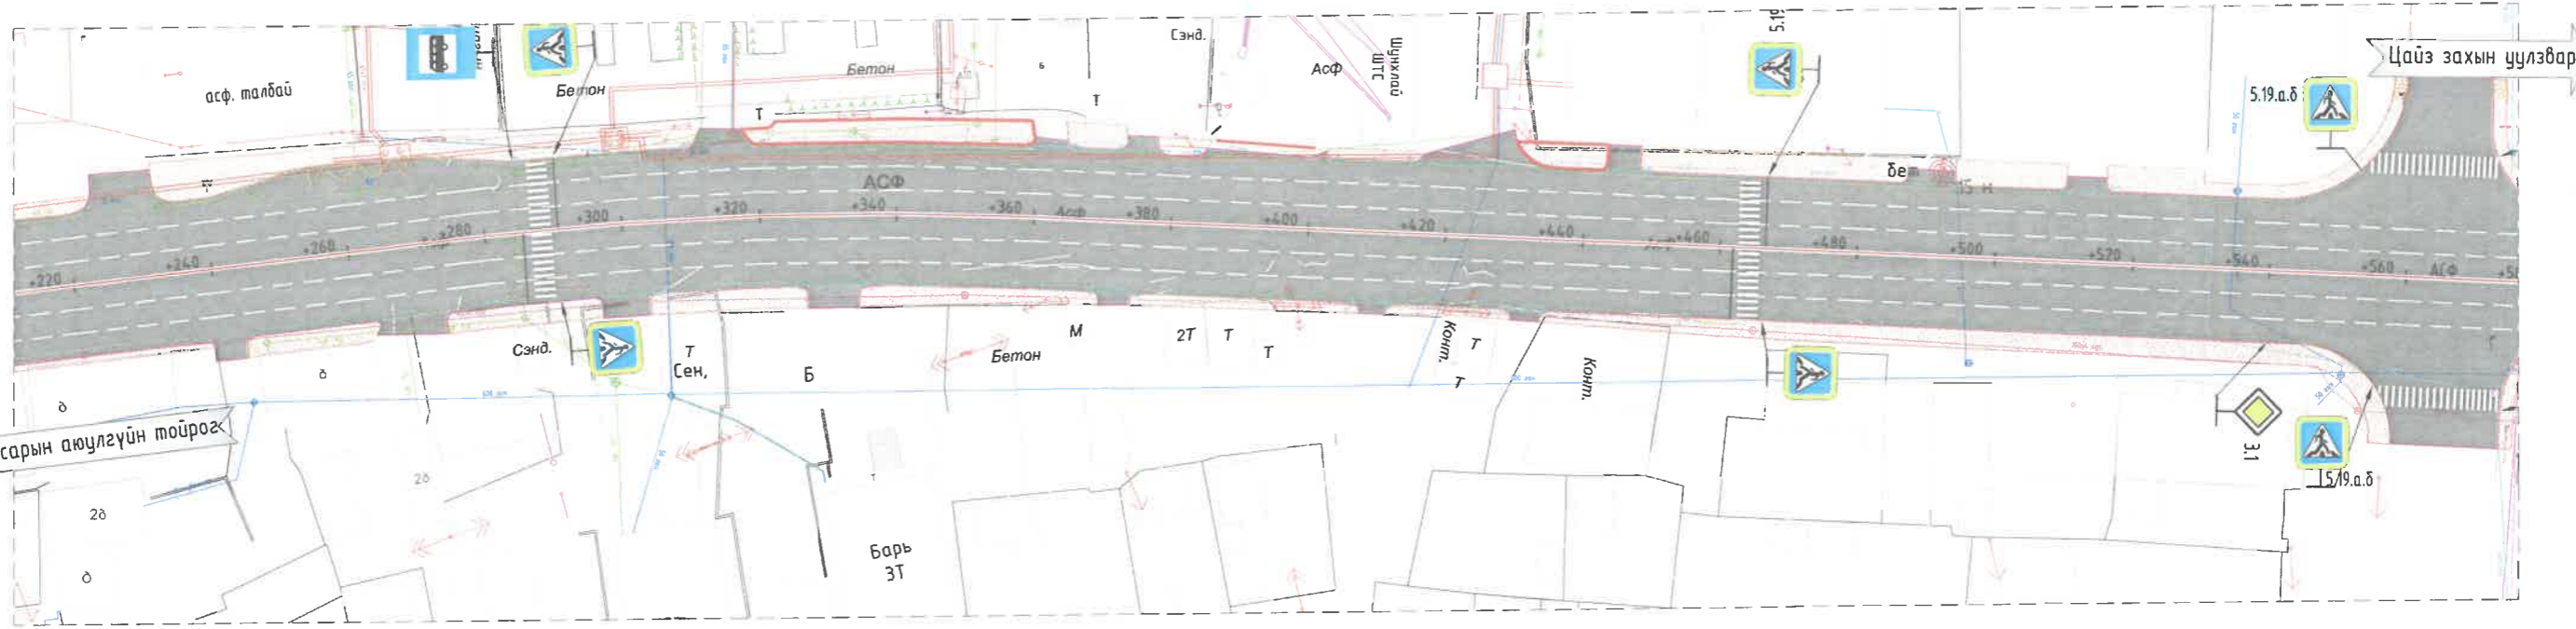 Цайз захын уулзвар
Сэнд.
5.19
Шунхлай
ШТС
Асф
Бетон
Бетон
асф. талбай
5.19.а.б
Т
Т
бет
АСФ
Асф
+220
+240
+260
+280
+300
+320
+340
+360
+380
+400
+420
+440
+460
+480
+500
+520
+540
+560
АСФ
Сэнд.
Т
Сен,
Б
Бетон
М
2Т
Т
Т
Конт.
Т
Т
Конт.
д
д
сарын аюулгүйн тойрог
2д
2д
д
Барь
3Т
3.1
5.19.а.б